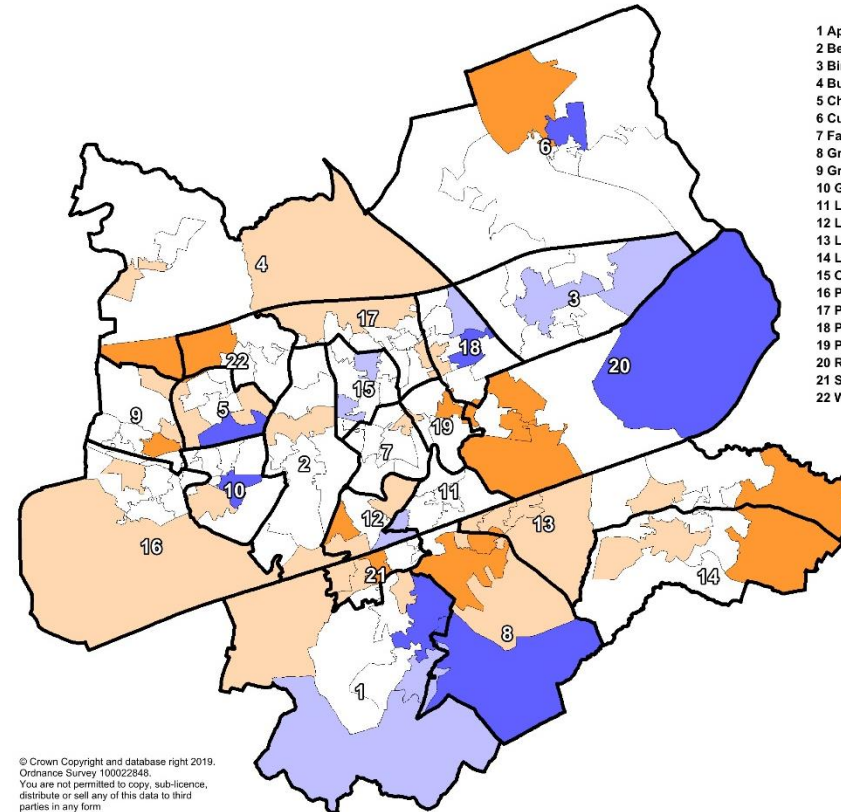 1 Ap
2 Be
3 Bi
4 Bu
5 Ch
6 Cu
7 Fa
8 Gr
9 Gr
10 G
11 L
12 L
13 L
14 L
15
16 P
17 P
18 P
19 P
20 R
21 S
22 W
6
4
3
17
18
22
15
20
5
9
19
7
2
10
11
12
13
16
21
14
8
1
© Crown Copyright and database right 2019.
Ordnance Survey 100022848.
You are not permitted to copy, sub-licence,
distribute or sell any of this data to third
parties in any form